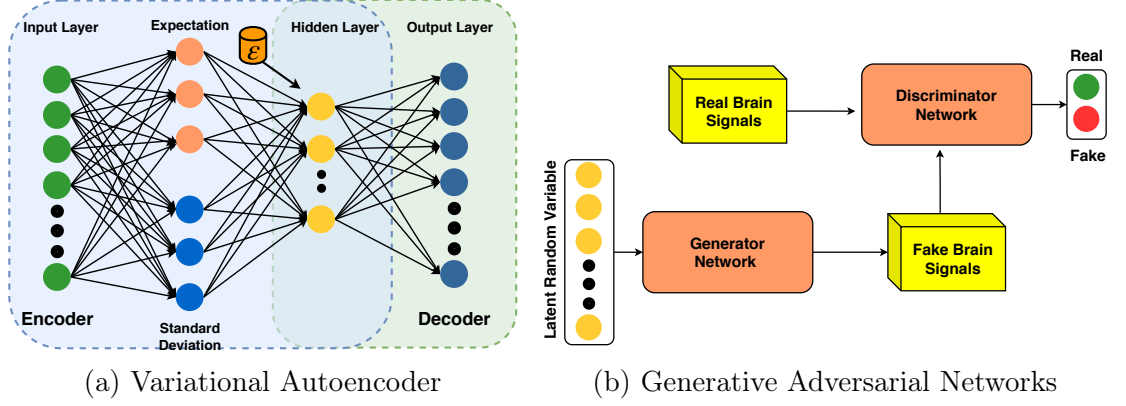 Input Layer
Expectation
Hidden Layer
Output Layer
ε
Encoder
Standard
Deviation
Decoder
(a) Variational Autoencoder
Real Brain
Signals
Discriminator
Network
Real
Fake
Latent Random Variable
Generator
Network
Fake Brain
Signals
(b) Generative Adversarial Networks